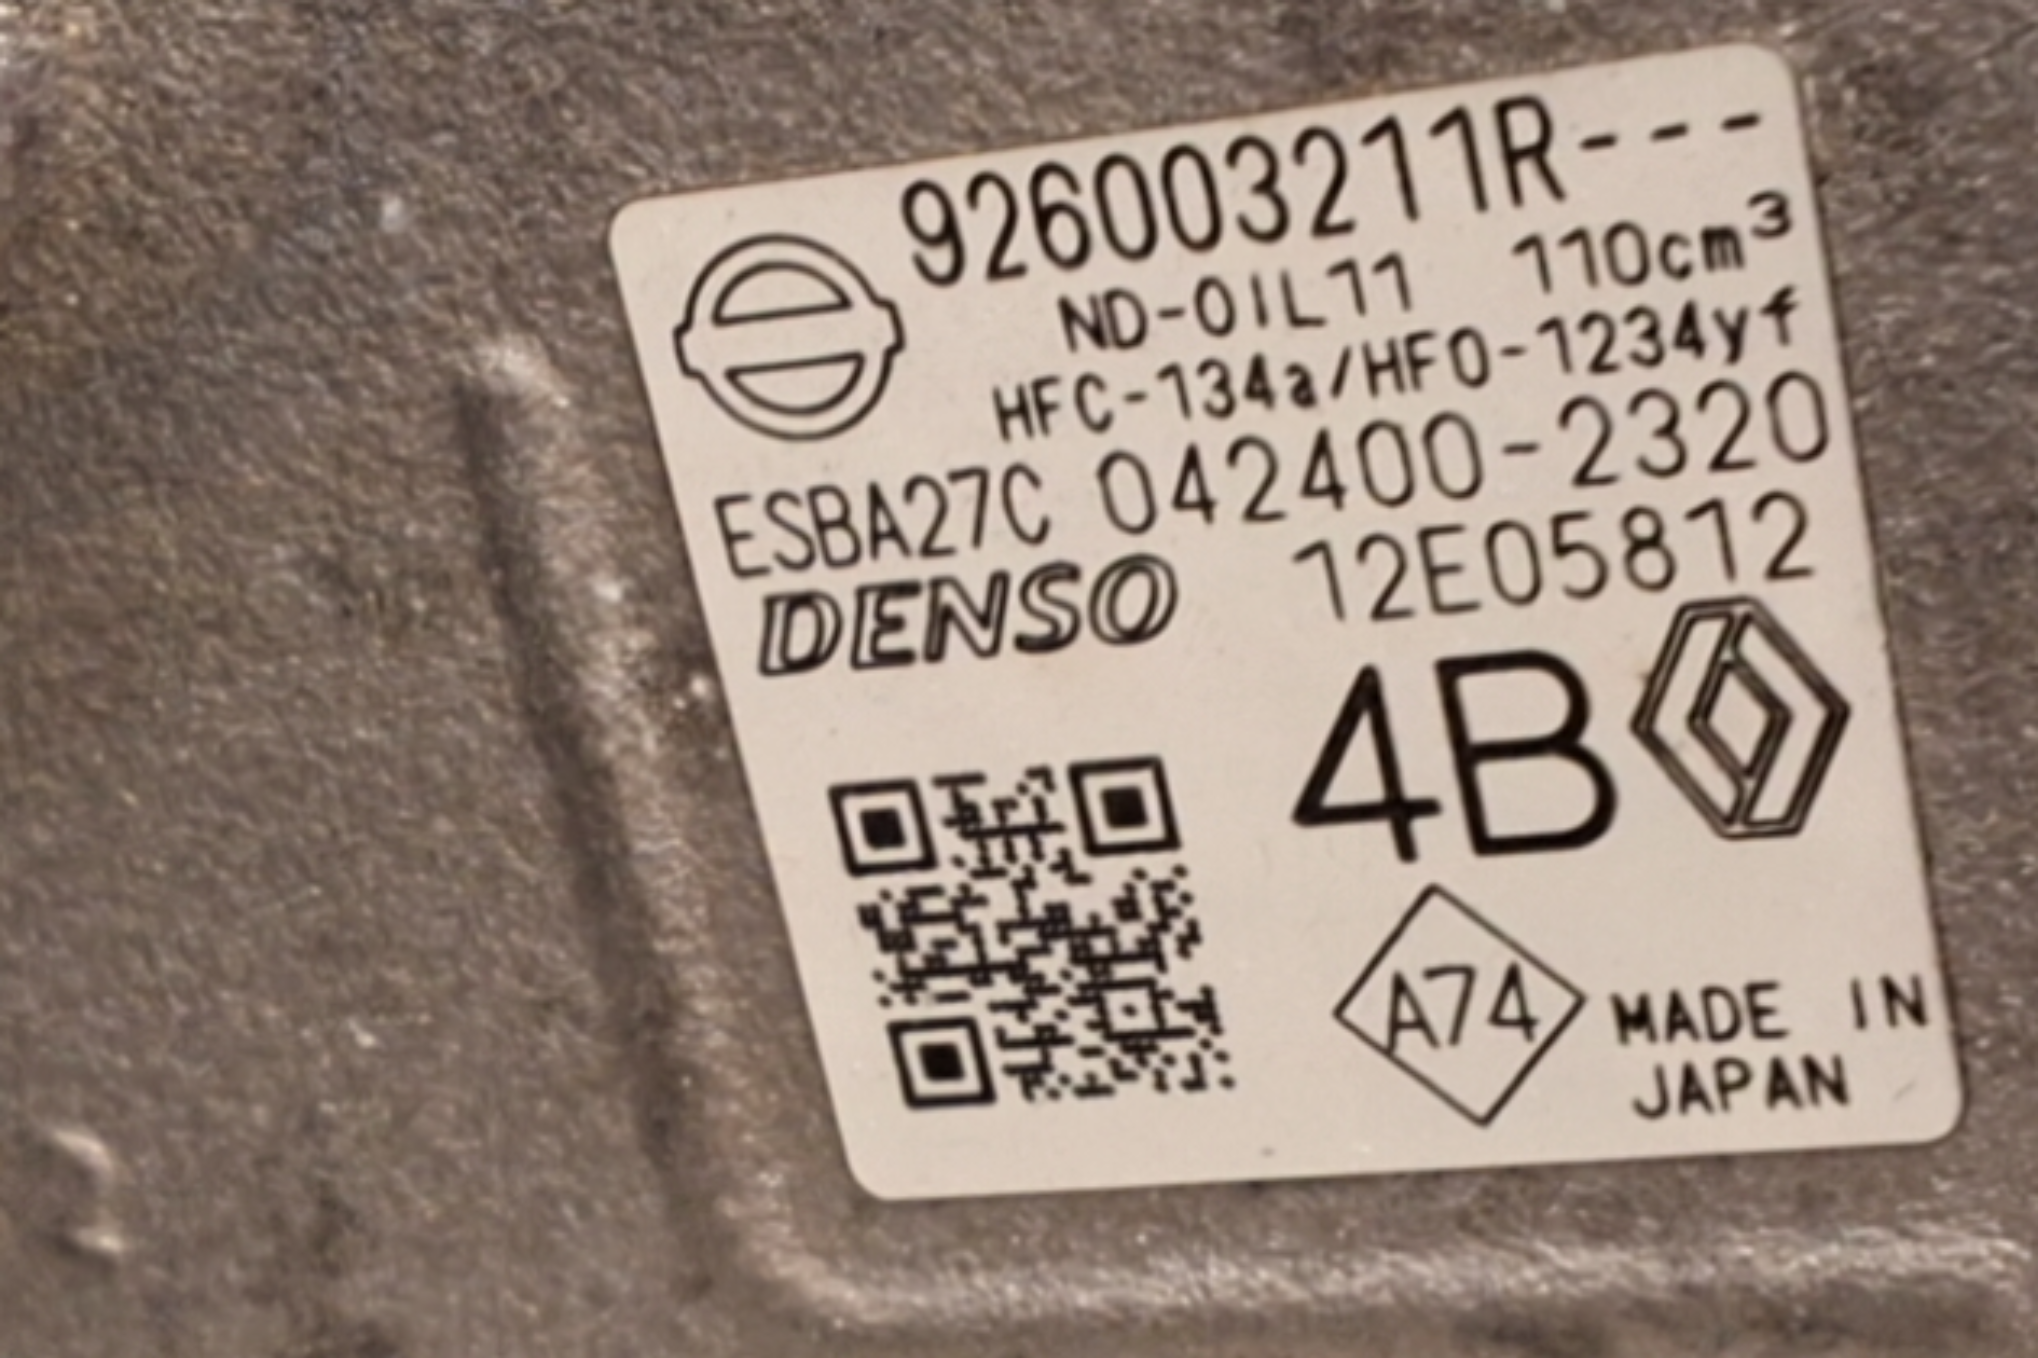 926003211R---
ND-OIL11 110cm³
HFC-134a/HFO-1234yf
ESBA27C 042400-2320
DENSO 12E05812
4B
A74
MADE IN
JAPAN